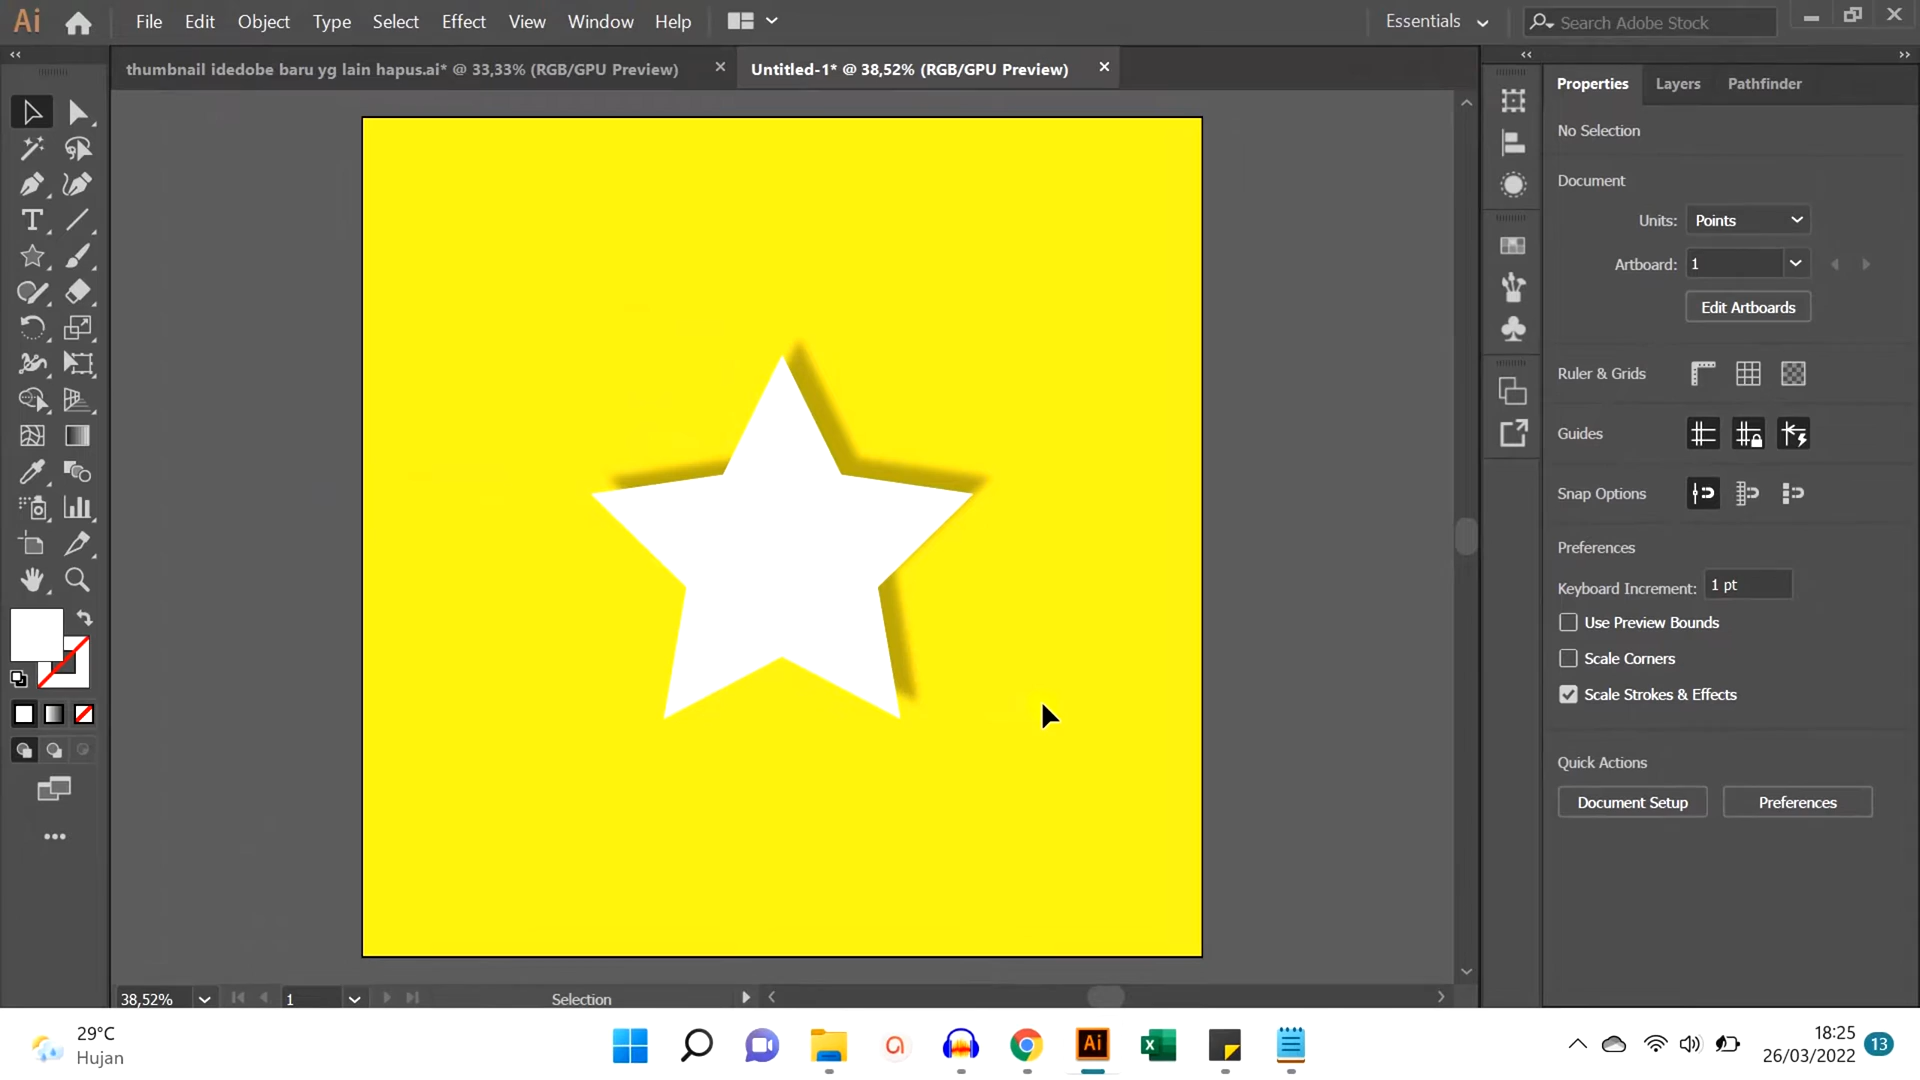 Ai File Edit Object Type Select Effect View Window Help Essentials Search Adobe Stock
thumbnail idedobe baru yg lain hapus.ai* @ 33,33% (RGB/GPU Preview) Untitled-1* @ 38,52% (RGB/GPU Preview)
Properties Layers Pathfinder
No Selection
Document
Units: Points
Artboard: 1
Edit Artboards
Ruler & Grids
Guides
Snap Options
Preferences
Keyboard Increment: 1 pt
Use Preview Bounds
Scale Corners
Scale Strokes & Effects
Quick Actions
Document Setup Preferences
38,52% 1 Selection
29°C
Hujan
Ai
18:25
26/03/2022
13